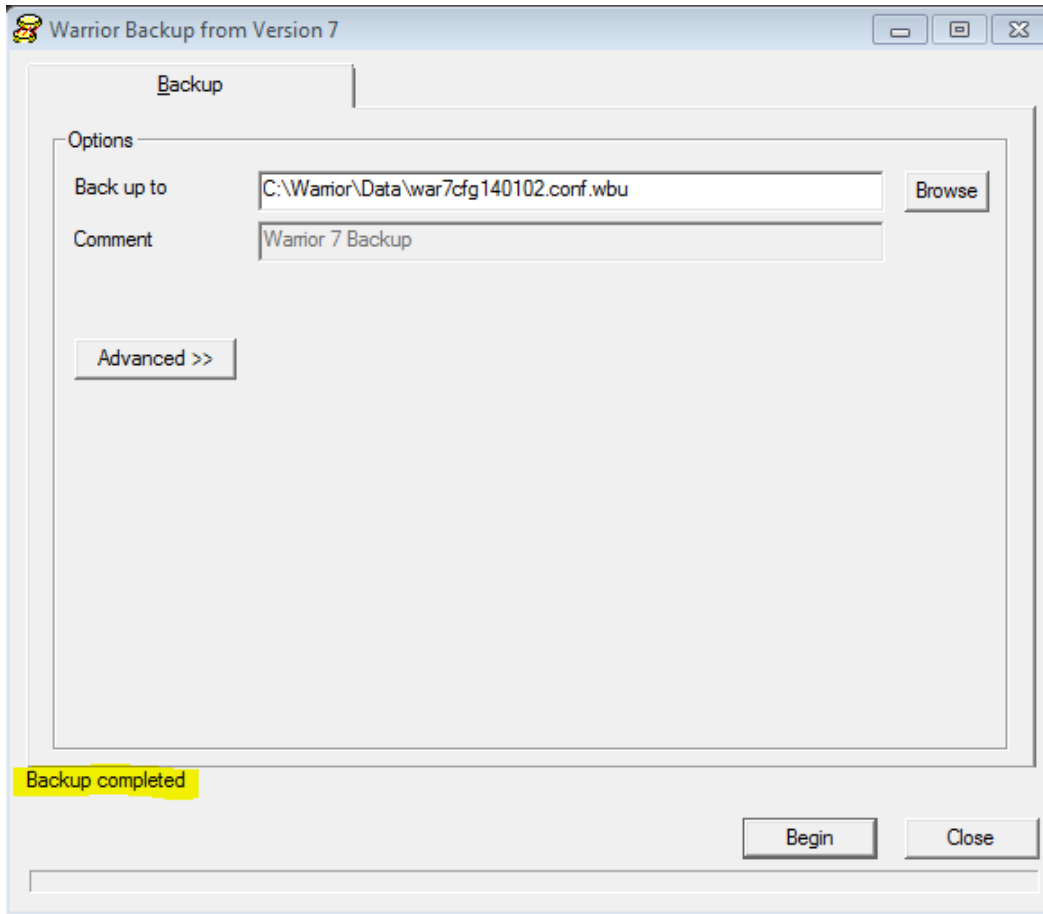 Warrior Backup from Version 7
Backup
Options
Back up to
C:\Warrior\Data\war7cfg140102.conf.wbu
Browse
Comment
Warrior 7 Backup
Advanced >>
Backup completed
Begin
Close